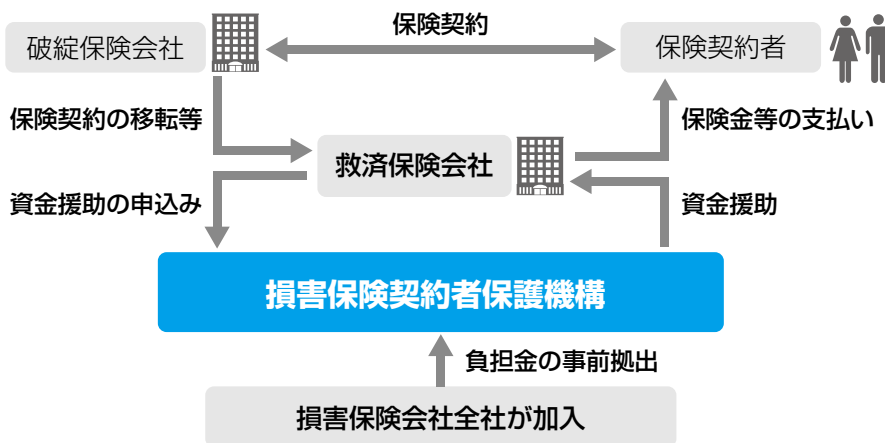 保険契約
破綻保険会社
保険契約者
保険契約の移転等
保険金等の支払い
救済保険会社
資金援助の申込み
資金援助
損害保険契約者保護機構
負担金の事前拠出
損害保険会社全社が加入